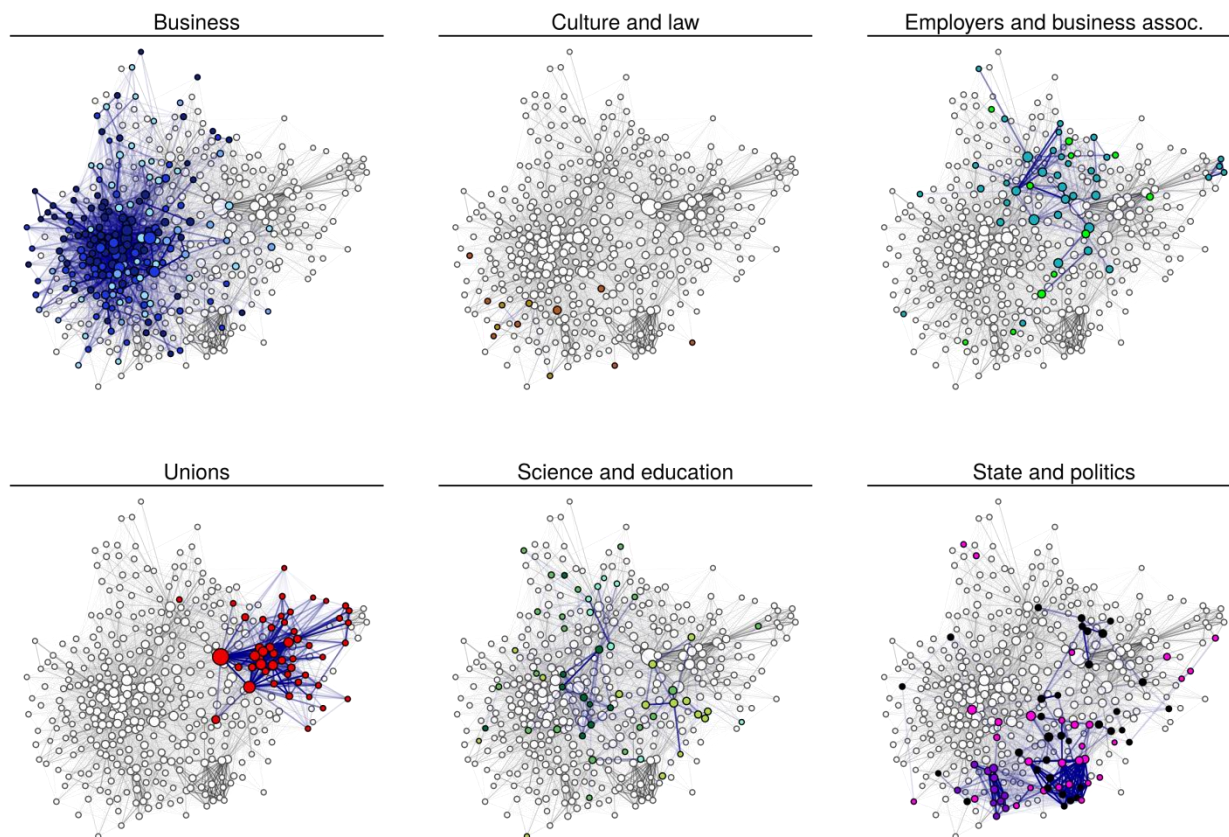 Business
Culture and law
Employers and business assoc.
Unions
Science and education
State and politics